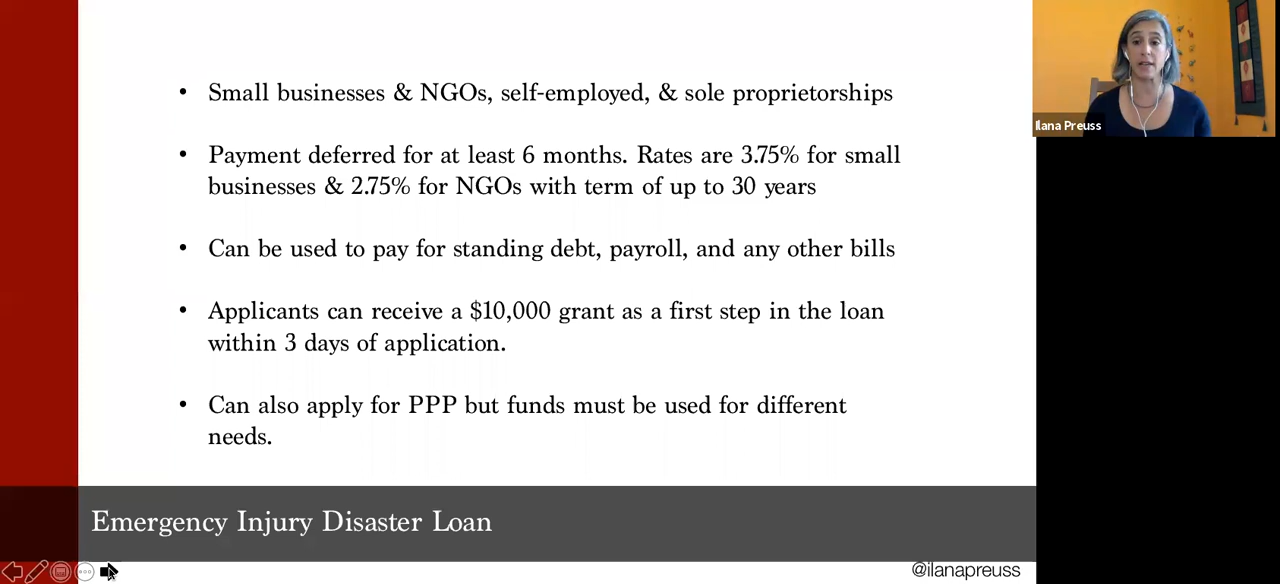 • Small businesses & NGOs, self-employed, & sole proprietorships
• Payment deferred for at least 6 months. Rates are 3.75% for small
businesses & 2.75% for NGOs with term of up to 30 years
• Can be used to pay for standing debt, payroll, and any other bills
• Applicants can receive a $10,000 grant as a first step in the loan
within 3 days of application.
• Can also apply for PPP but funds must be used for different
needs.
Emergency Injury Disaster Loan
@ilanapreuss
Ilana Preuss